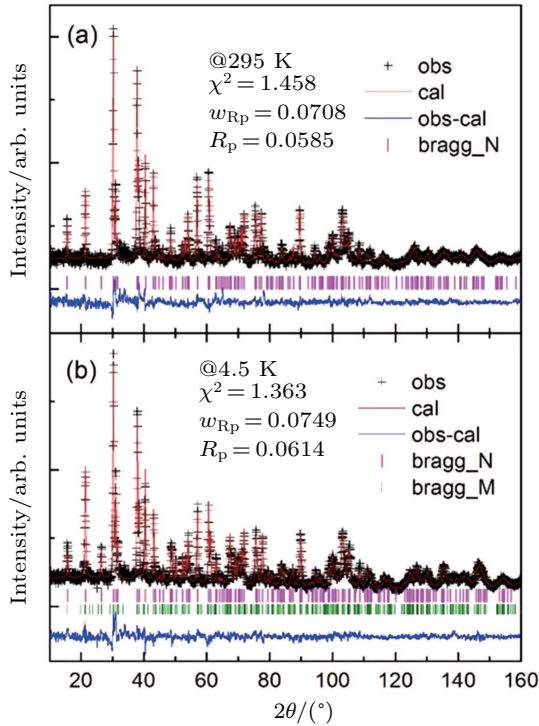 (a)
@295 K
χ² = 1.458
wRp = 0.0708
Rp = 0.0585
obs
cal
obs-cal
bragg_N
Intensity/arb. units
(b)
@4.5 K
χ² = 1.363
wRp = 0.0749
Rp = 0.0614
obs
cal
obs-cal
bragg_N
bragg_M
Intensity/arb. units
20 40 60 80 100 120 140 160
2θ/(°)